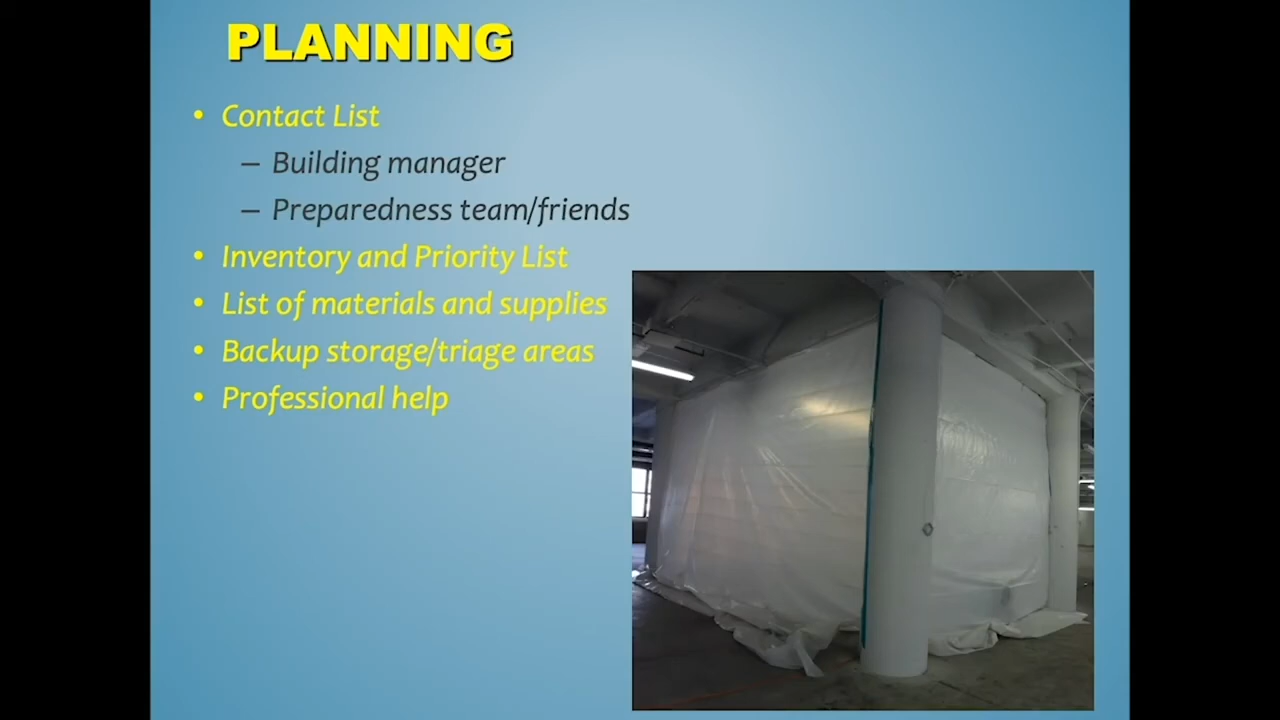 PLANNING
• Contact List
– Building manager
– Preparedness team/friends
• Inventory and Priority List
• List of materials and supplies
• Backup storage/triage areas
• Professional help